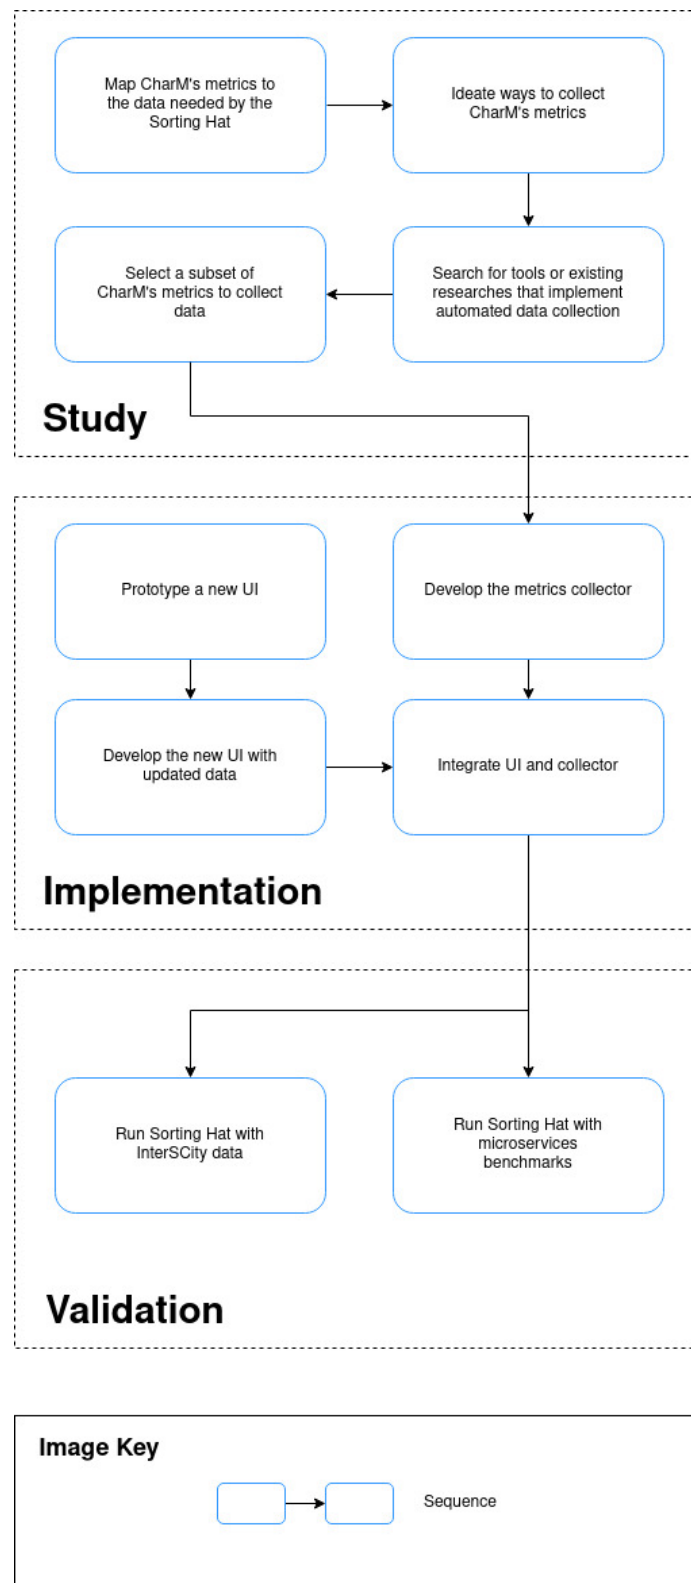 Map CharM's metrics to
the data needed by the
Sorting Hat
Ideate ways to collect
CharM's metrics
Select a subset of
CharM's metrics to collect
data
Search for tools or existing
researches that implement
automated data collection
Study
Prototype a new UI
Develop the metrics collector
Develop the new UI with
updated data
Integrate UI and collector
Implementation
Run Sorting Hat with
InterSCity data
Run Sorting Hat with
microservices
benchmarks
Validation
Image Key
Sequence